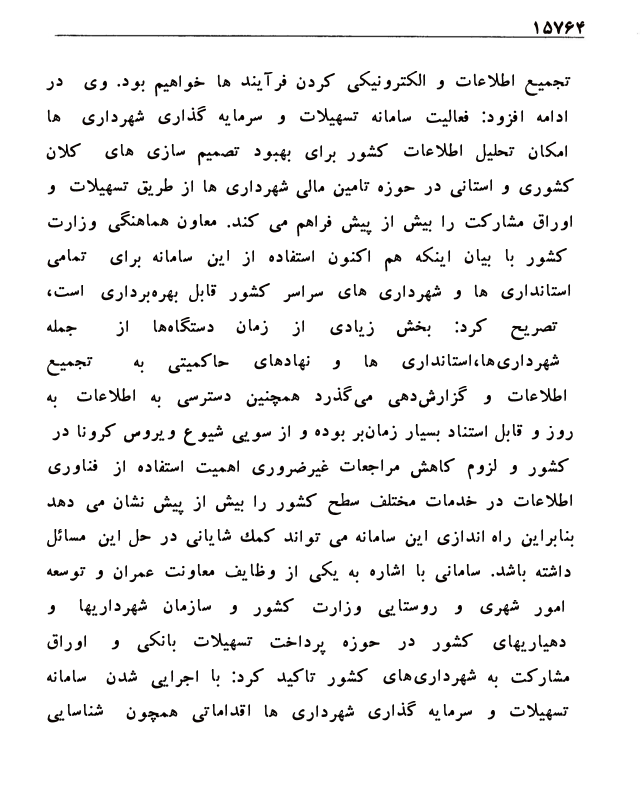 ۱۵۷۶۴
تجمیع اطلاعات و الکترونیکی کردن فرآیند ها خواهیم بود. وی در
ادامه افزود: فعالیت سامانه تسهیلات و سرمایه گذاری شهرداری ها
امکان تحلیل اطلاعات کشور برای بهبود تصمیم سازی های کلان
کشوری و استانی در حوزه تامین مالی شهرداری ها از طریق تسهیلات و
اوراق مشارکت را بیش از پیش فراهم می کند. معاون هماهنگی وزارت
کشور با بیان اینکه هم اکنون استفاده از این سامانه برای تمامی
استانداری ها و شهرداری های سراسر کشور قابل بهره‌برداری است،
تصریح کرد: بخش زیادی از زمان دستگاه‌ها از جمله
شهرداری‌ها،استانداری ها و نهادهای حاکمیتی به تجمیع
اطلاعات و گزارش‌دهی می‌گذرد همچنین دسترسی به اطلاعات به
روز و قابل استناد بسیار زمان‌بر بوده و از سویی شیوع ویروس کرونا در
کشور و لزوم کاهش مراجعات غیرضروری اهمیت استفاده از فناوری
اطلاعات در خدمات مختلف سطح کشور را بیش از پیش نشان می دهد
بنابراین راه اندازی این سامانه می تواند کمك شایانی در حل این مسائل
داشته باشد. سامانی با اشاره به یکی از وظایف معاونت عمران و توسعه
امور شهری و روستایی وزارت کشور و سازمان شهرداریها و
دهیاریهای کشور در حوزه پرداخت تسهیلات بانکی و اوراق
مشارکت به شهرداری‌های کشور تاکید کرد: با اجرایی شدن سامانه
تسهیلات و سرمایه گذاری شهرداری ها اقداماتی همچون شناسایی